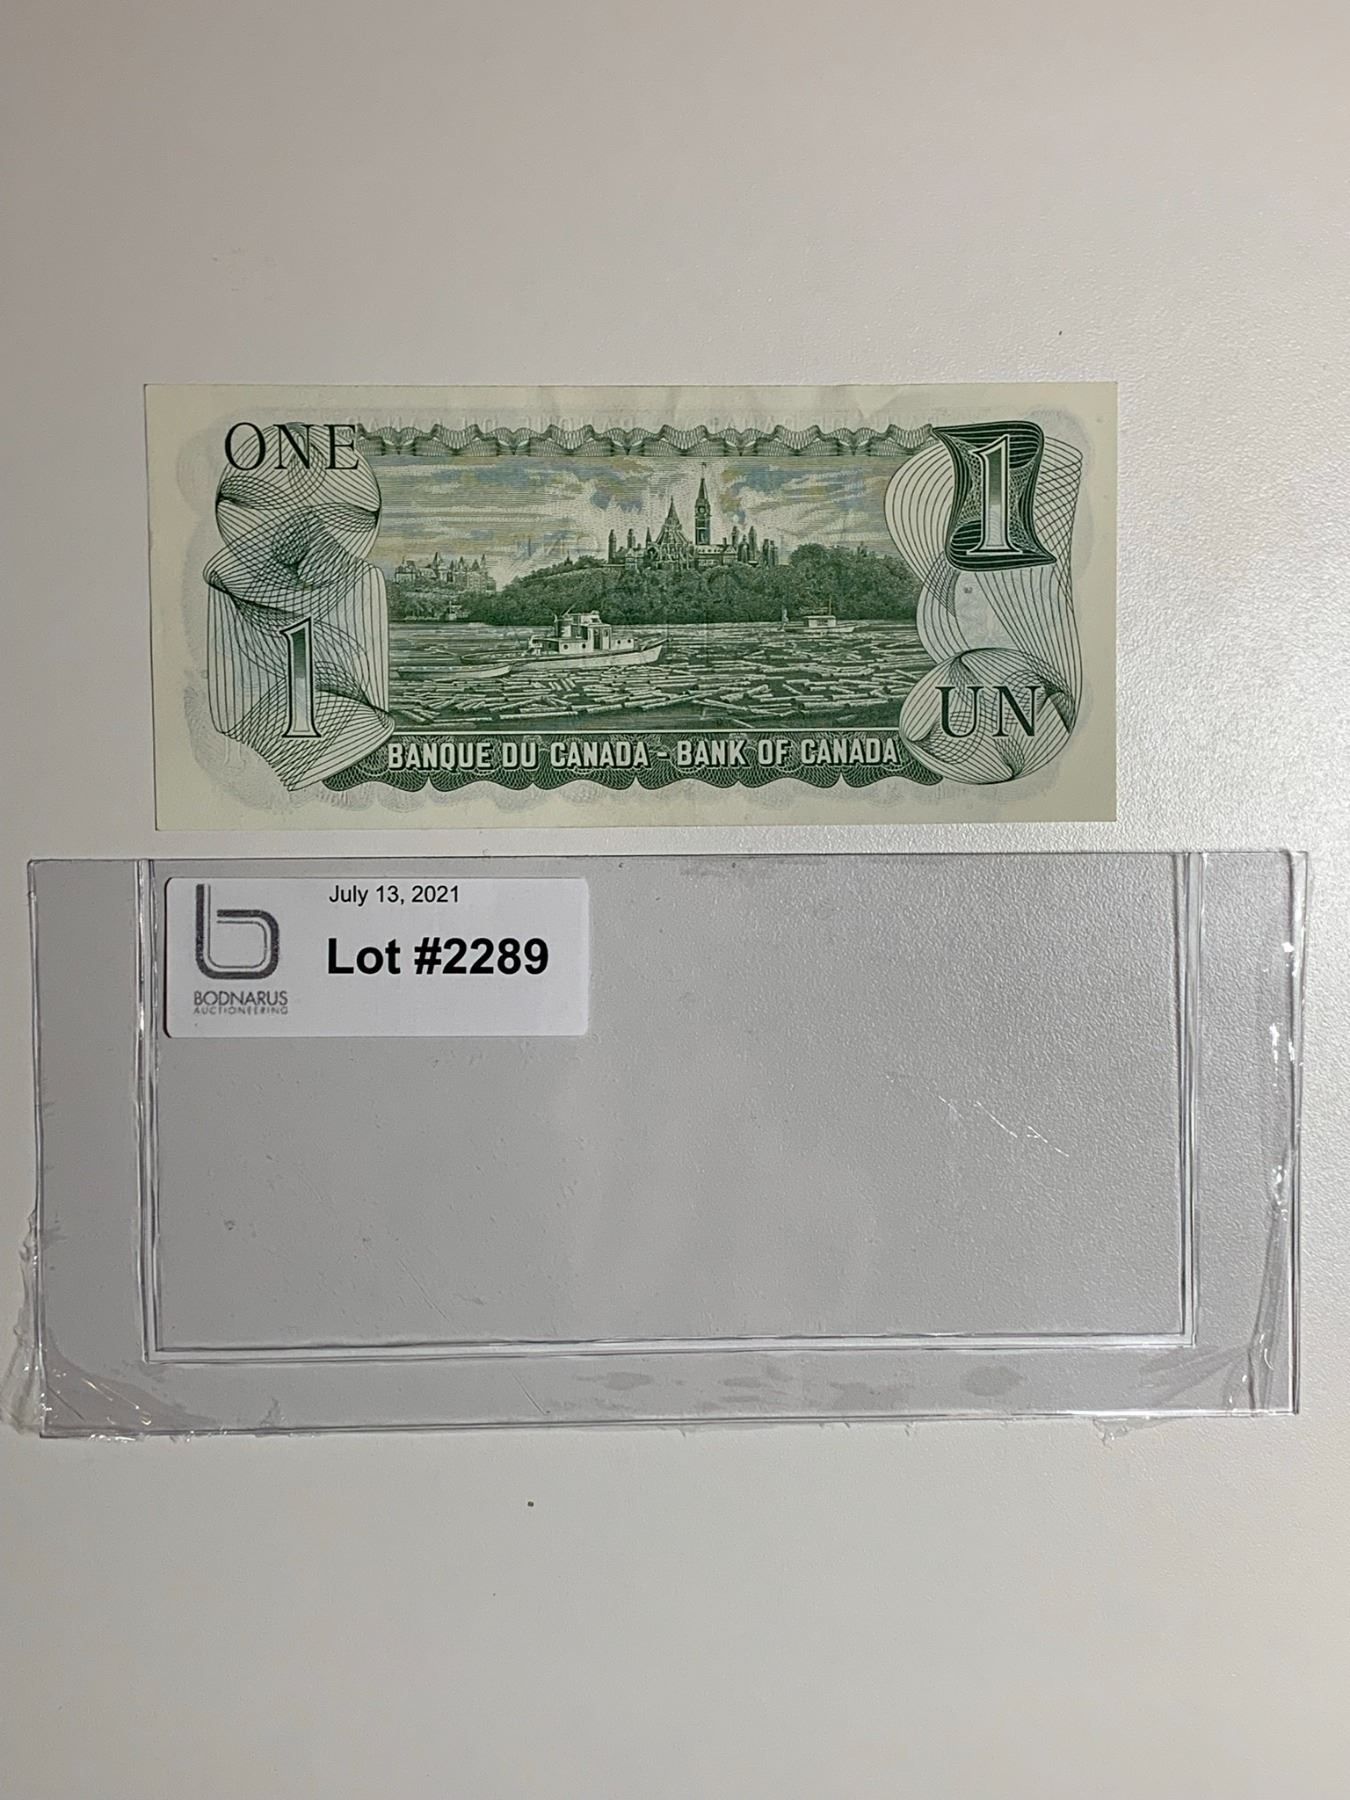 ONE
1
1
UN
BANQUE DU CANADA - BANK OF CANADA
July 13, 2021
Lot #2289
BODNARUS
AUCTIONEERING